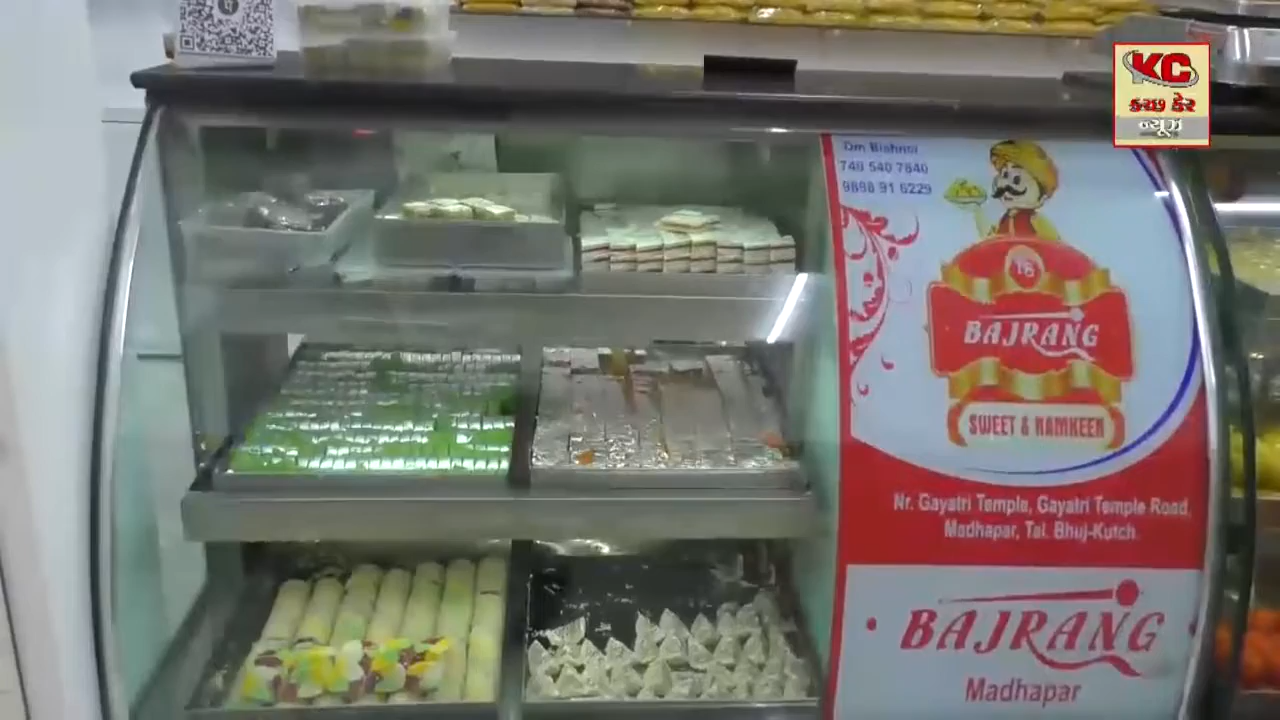 KC
કચ્છ કેર
ન્યૂઝ
Om Bishnoi
748 540 7840
9898 91 6229
16
BAJRANG
SWEET & NAMKEEN
Nr. Gayatri Temple, Gayatri Temple Road,
Madhapar, Tal. Bhuj-Kutch.
BAJRANG
Madhapar